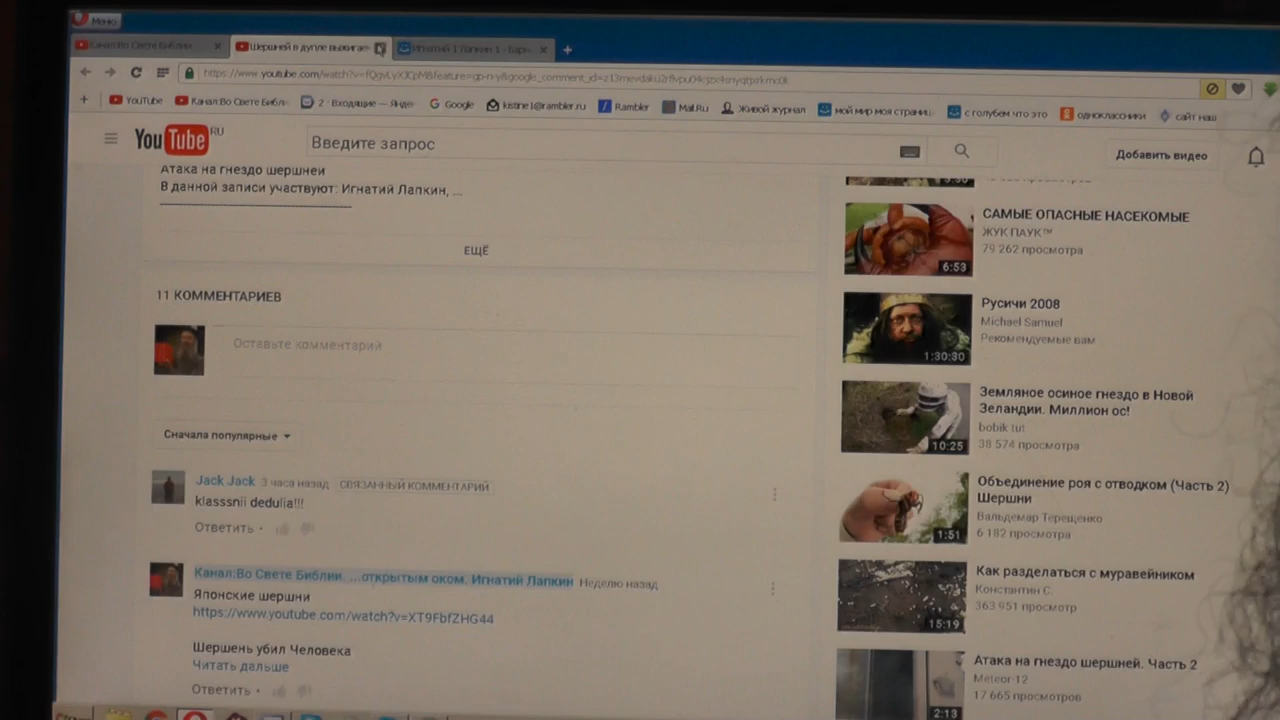 Меню
Канал:Во Свете Библии
Шершней в дупле выжигае
Игнатий Лапкин
YouTube
Канал:Во Свете Библ
2 · Входящие — Янде
Google
kistine1@rambler.ru
Rambler
Mail.Ru
Живой журнал
мой мир моя страниц
с голубем что это
одноклассники
сайт наш
YouTube RU
Введите запрос
Добавить видео
Атака на гнездо шершней
В данной записи участвуют: Игнатий Лапкин, ...
ЕЩЁ
11 КОММЕНТАРИЕВ
Оставьте комментарий
Сначала популярные
Jack Jack 3 часа назад СВЯЗАННЫЙ КОММЕНТАРИЙ
klasssnii dedulia!!!
Ответить •
Канал:Во Свете Библии. ...открытым оком. Игнатий Лапкин Неделю назад
Японские шершни
https://www.youtube.com/watch?v=XT9FbfZHG44
Шершень убил Человека
Читать дальше
Ответить •
САМЫЕ ОПАСНЫЕ НАСЕКОМЫЕ
ЖУК ПАУК™
79 262 просмотра
6:53
Русичи 2008
Michael Samuel
Рекомендуемые вам
1:30:30
Земляное осиное гнездо в Новой
Зеландии. Миллион ос!
bobik tut
38 574 просмотра
10:25
Объединение роя с отводком (Часть 2)
Шершни
Вальдемар Терещенко
6 182 просмотра
1:51
Как разделаться с муравейником
Константин С.
363 951 просмотр
15:19
Атака на гнездо шершней. Часть 2
Meteor-12
17 665 просмотров
2:13